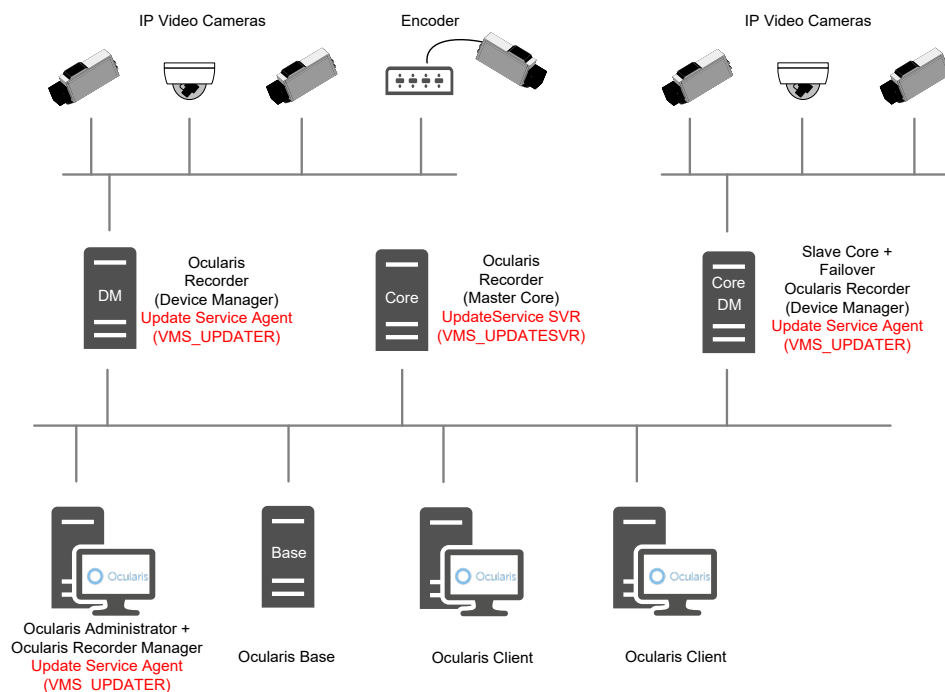 IP Video Cameras
Encoder
IP Video Cameras
DM
Ocularis
Recorder
(Device Manager)
Update Service Agent
(VMS_UPDATER)
Core
Ocularis
Recorder
(Master Core)
UpdateService SVR
(VMS_UPDATESVR)
Core
DM
Slave Core +
Failover
Ocularis Recorder
(Device Manager)
Update Service Agent
(VMS_UPDATER)
Ocularis
Ocularis Administrator +
Ocularis Recorder Manager
Update Service Agent
(VMS_UPDATER)
Base
Ocularis Base
Ocularis
Ocularis Client
Ocularis
Ocularis Client